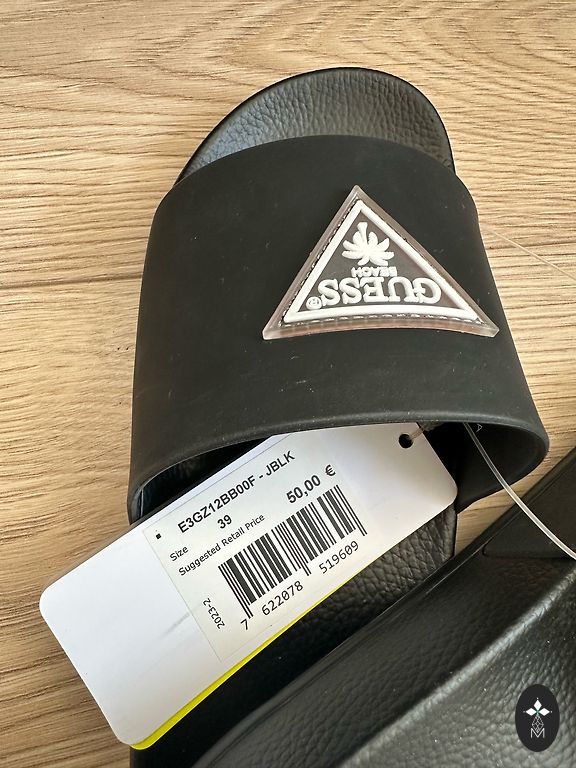 BEACH
GUESS®
E3GZ12BB00F - JBLK
Size 39
Suggested Retail Price 50,00 €
2023-2
7 622078 519609
M